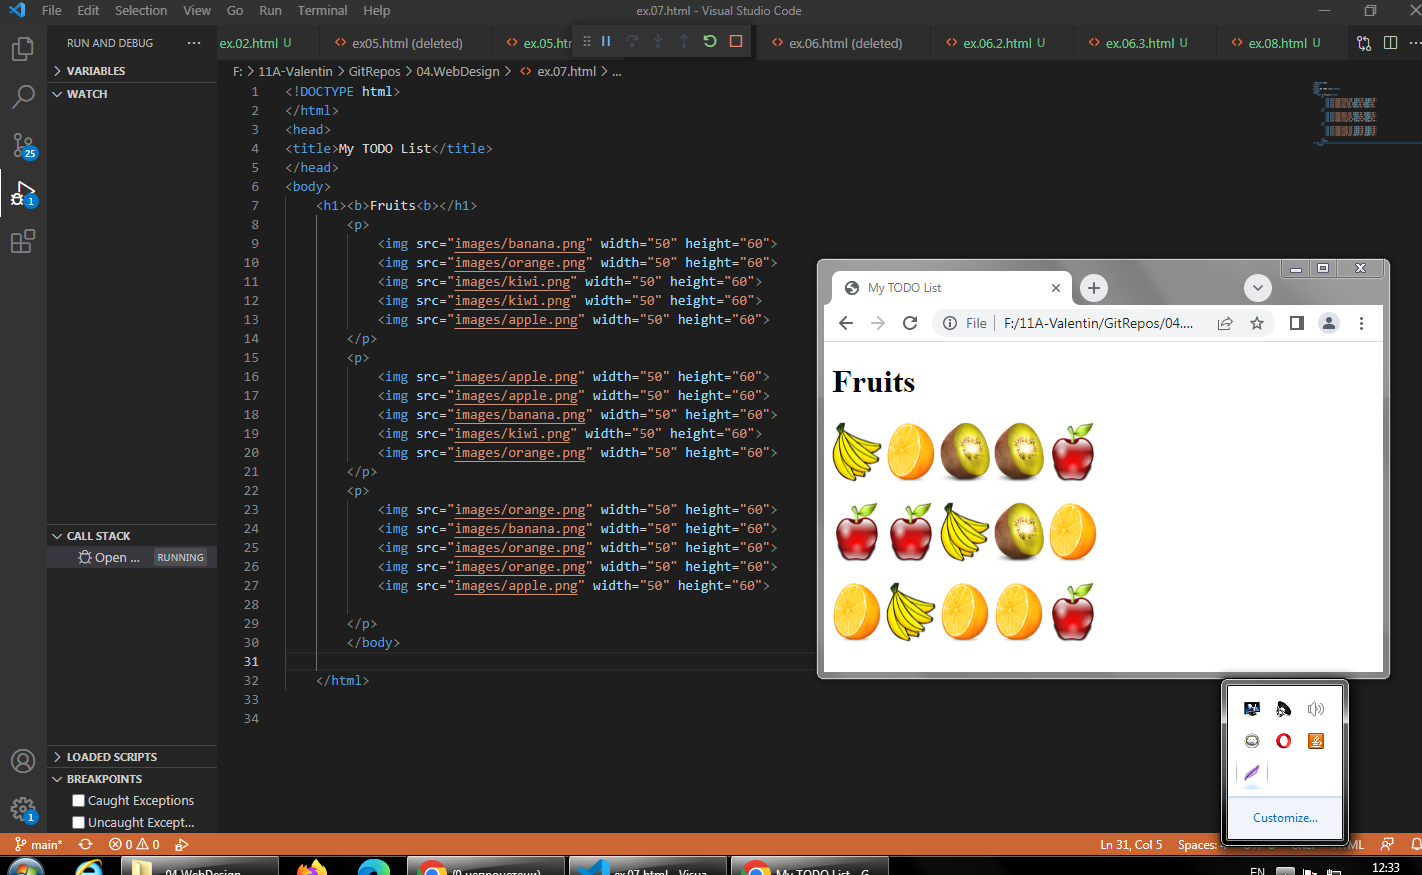 File Edit Selection View Go Run Terminal Help
ex.07.html - Visual Studio Code
RUN AND DEBUG ...
ex.02.html U
ex05.html (deleted)
ex.05.ht
ex.06.html (deleted)
ex.06.2.html U
ex.06.3.html U
ex.08.html U
F: > 11A-Valentin > GitRepos > 04.WebDesign > ex.07.html > ...
VARIABLES
WATCH
25
1
1 <!DOCTYPE html>
2 </html>
3 <head>
4 <title>My TODO List</title>
5 </head>
6 <body>
7 <h1><b>Fruits<b></h1>
8 <p>
9 <img src="images/banana.png" width="50" height="60">
10 <img src="images/orange.png" width="50" height="60">
11 <img src="images/kiwi.png" width="50" height="60">
12 <img src="images/kiwi.png" width="50" height="60">
13 <img src="images/apple.png" width="50" height="60">
14 </p>
15 <p>
16 <img src="images/apple.png" width="50" height="60">
17 <img src="images/apple.png" width="50" height="60">
18 <img src="images/banana.png" width="50" height="60">
19 <img src="images/kiwi.png" width="50" height="60">
20 <img src="images/orange.png" width="50" height="60">
21 </p>
22 <p>
23 <img src="images/orange.png" width="50" height="60">
24 <img src="images/banana.png" width="50" height="60">
25 <img src="images/orange.png" width="50" height="60">
26 <img src="images/orange.png" width="50" height="60">
27 <img src="images/apple.png" width="50" height="60">
28
29 </p>
30 </body>
31
32 </html>
33
34
My TODO List
File | F:/11A-Valentin/GitRepos/04....
Fruits
CALL STACK
Open ... RUNNING
LOADED SCRIPTS
BREAKPOINTS
Caught Exceptions
Uncaught Except...
1
Customize...
main* 0 0
Ln 31, Col 5 Spaces:
04.WebDesign
ex.07.html - Visua
My TODO List - G
EN
12:33